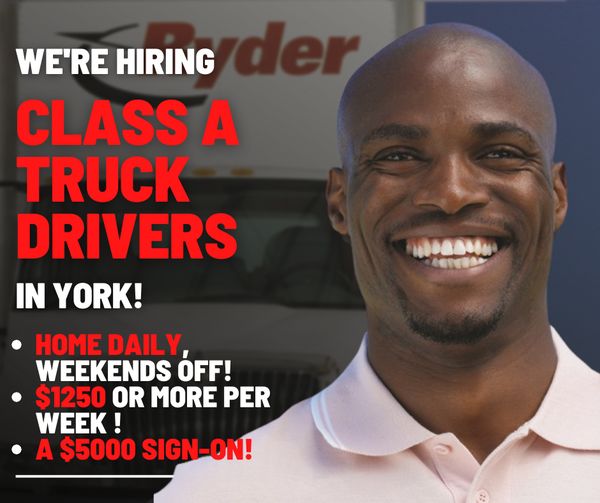 Ryder
WE'RE HIRING
CLASS A
TRUCK
DRIVERS
IN YORK!
• HOME DAILY,
WEEKENDS OFF!
• $1250 OR MORE PER
WEEK !
• A $5000 SIGN-ON!